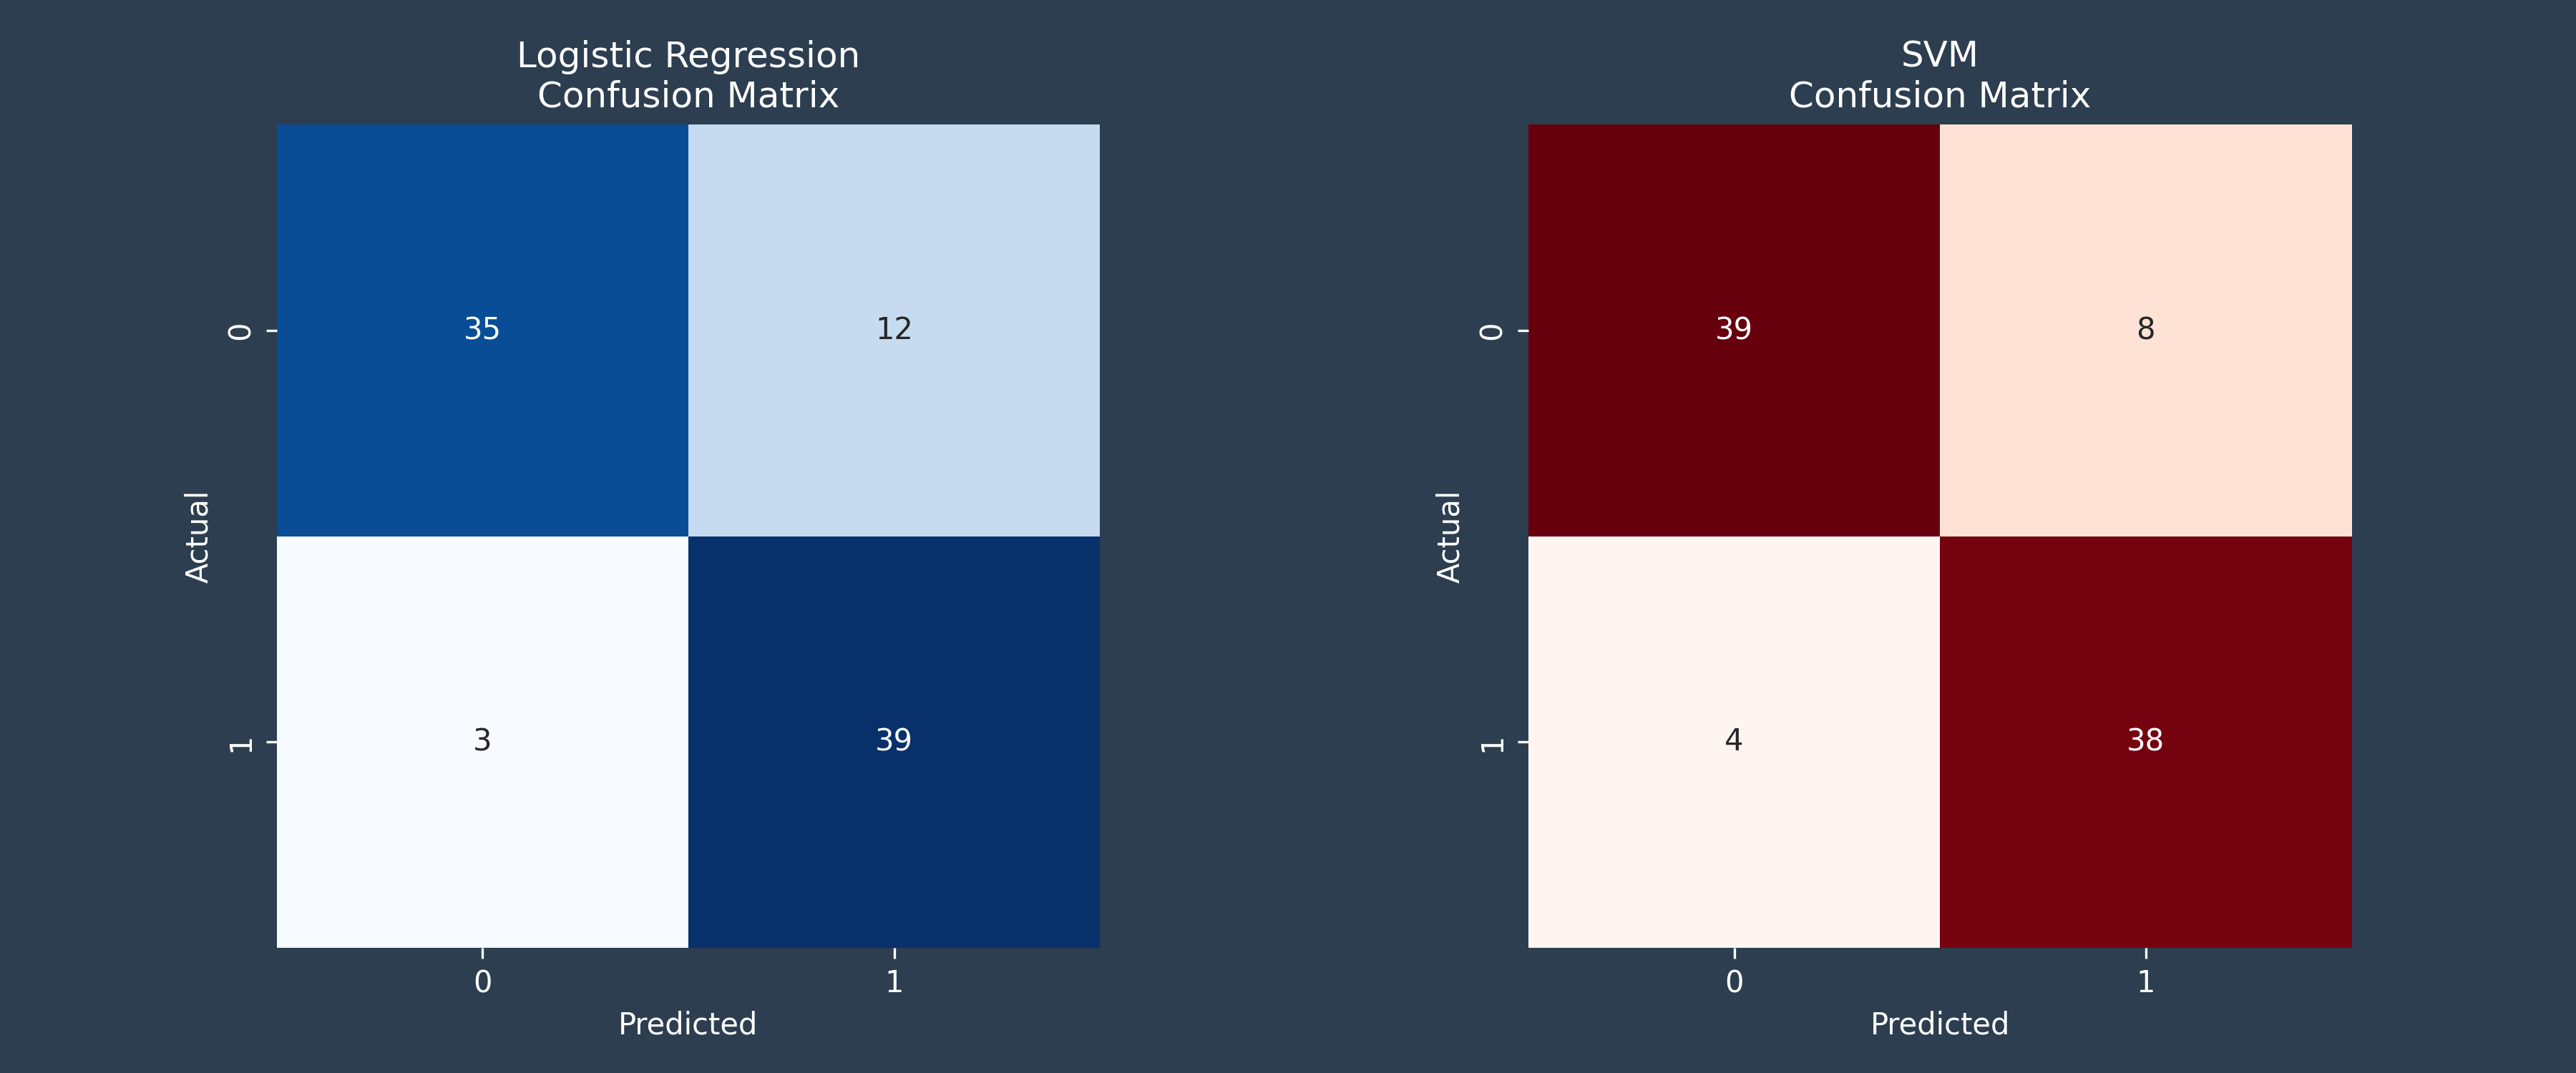 Logistic Regression
Confusion Matrix
Actual
0
35
12
1
3
39
0
1
Predicted
SVM
Confusion Matrix
Actual
0
39
8
1
4
38
0
1
Predicted